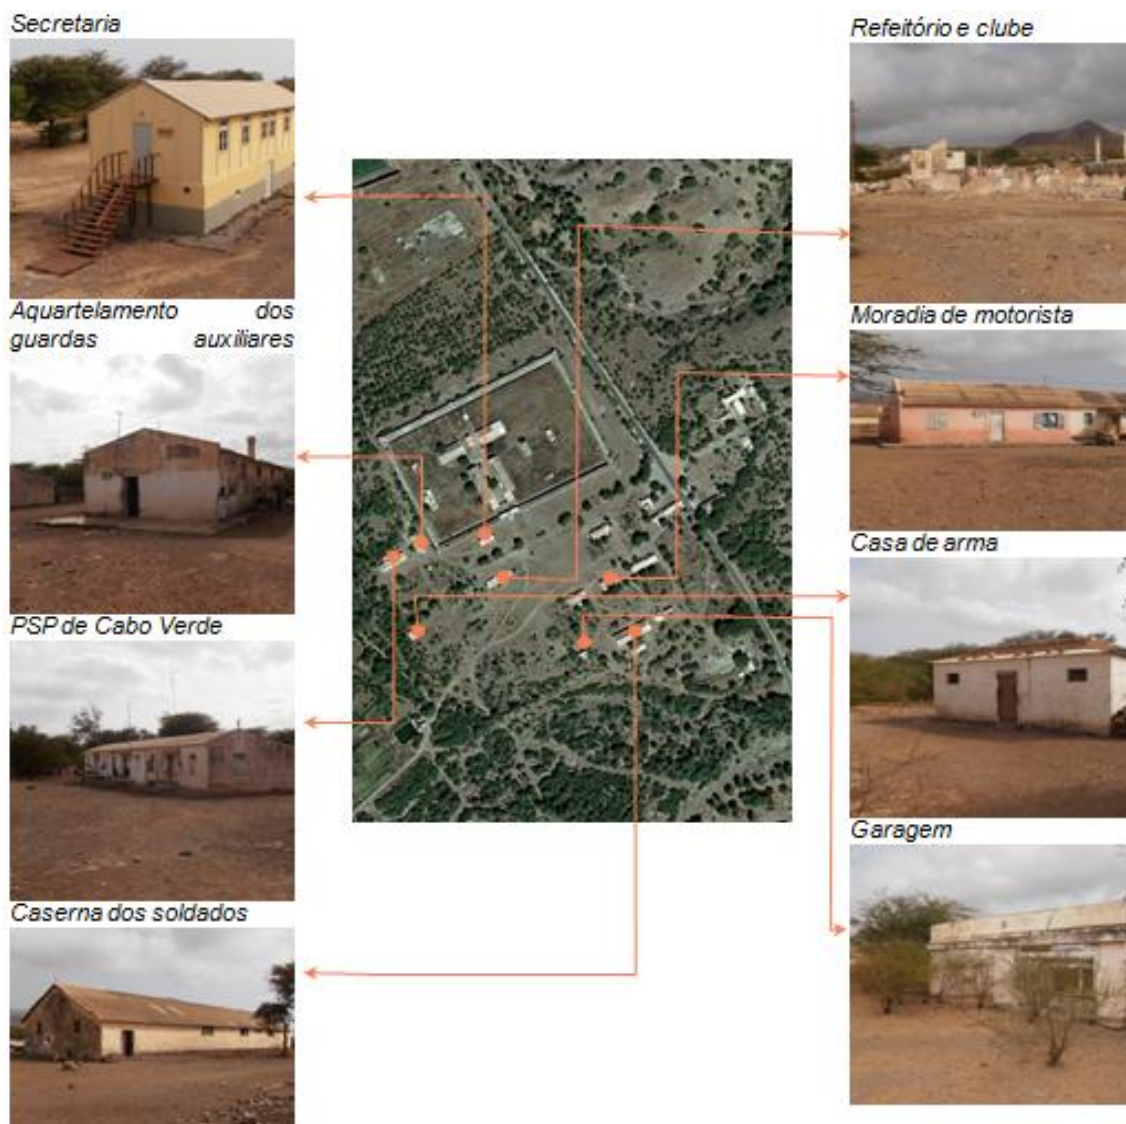 Secretaria
Aquartelamento dos
guardas auxiliares
PSP de Cabo Verde
Caserna dos soldados
Refeitório e clube
Moradia de motorista
Casa de arma
Garagem